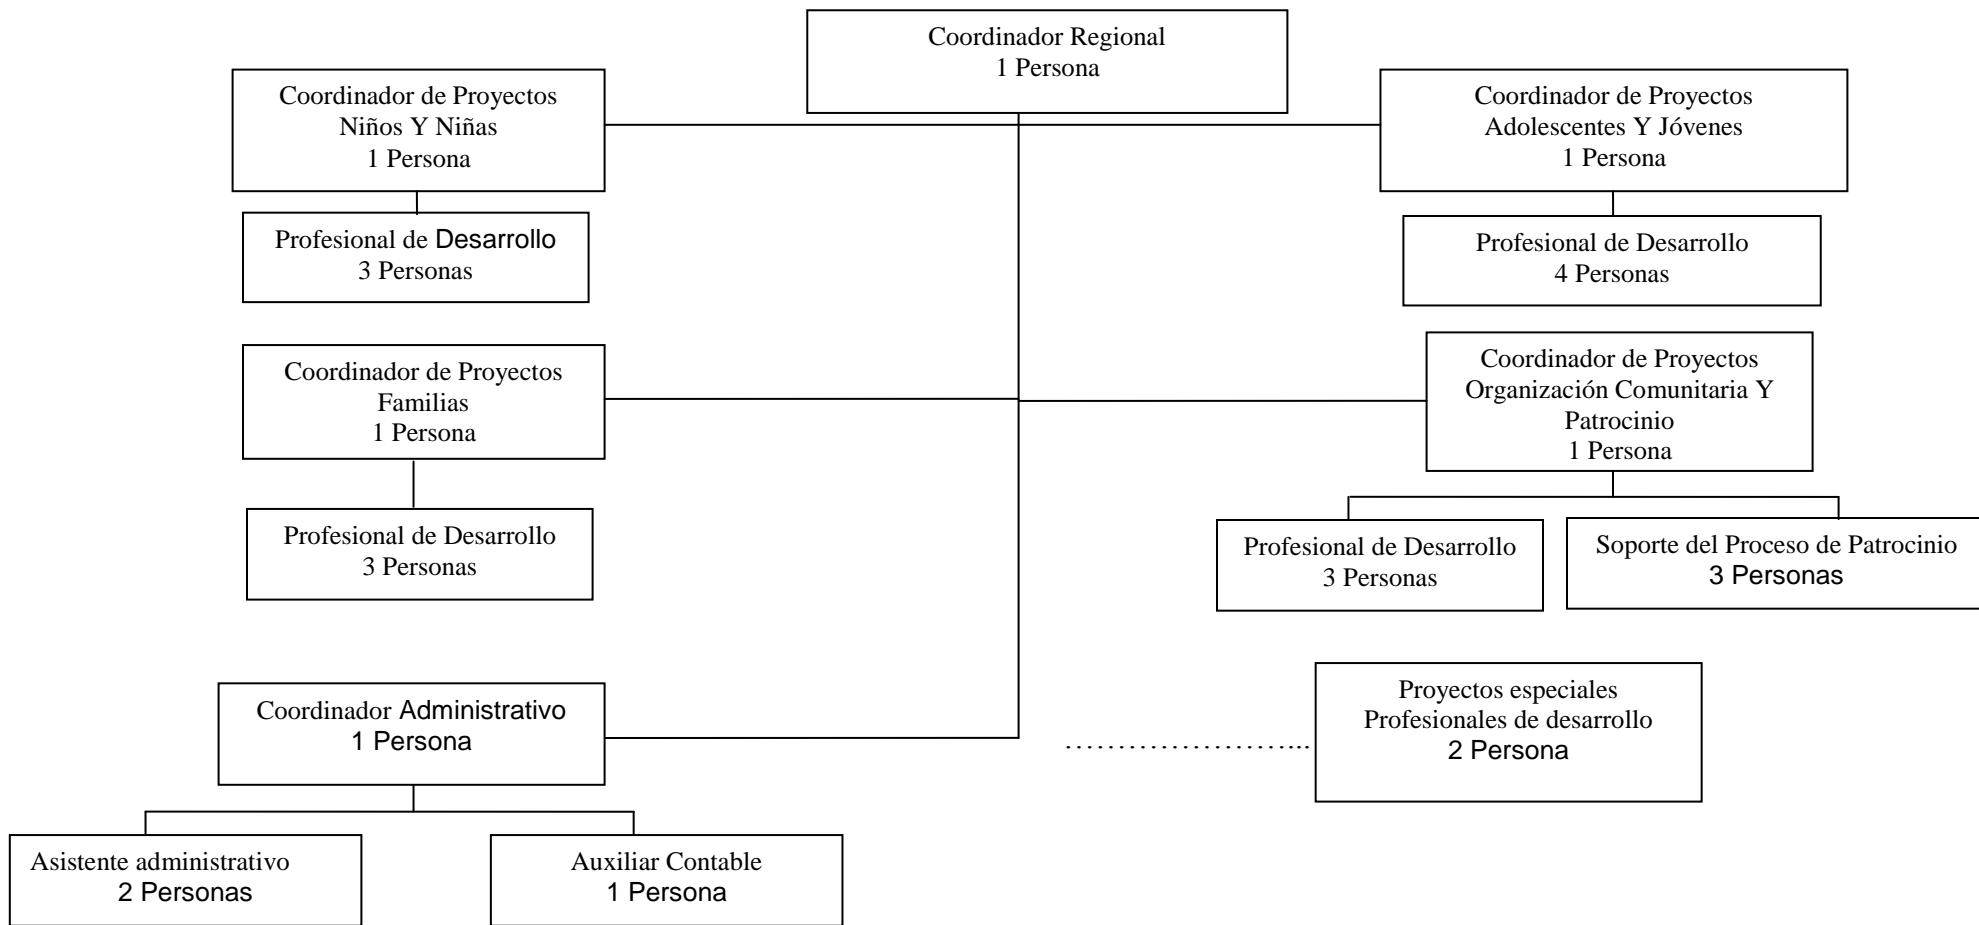 Coordinador Regional
1 Persona
Coordinador de Proyectos
Niños Y Niñas
1 Persona
Coordinador de Proyectos
Adolescentes Y Jóvenes
1 Persona
Profesional de Desarrollo
3 Personas
Profesional de Desarrollo
4 Personas
Coordinador de Proyectos
Familias
1 Persona
Coordinador de Proyectos
Organización Comunitaria Y
Patrocinio
1 Persona
Profesional de Desarrollo
3 Personas
Profesional de Desarrollo
3 Personas
Soporte del Proceso de Patrocinio
3 Personas
Coordinador Administrativo
1 Persona
Proyectos especiales
Profesionales de desarrollo
2 Persona
Asistente administrativo
2 Personas
Auxiliar Contable
1 Persona